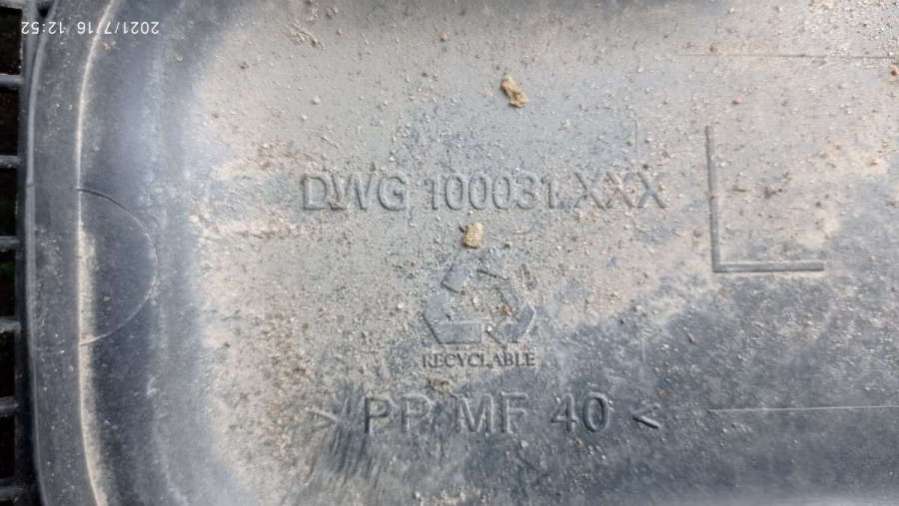 2021/7/16 12:52
DWG 100031.XXX
RECYCLABLE
> PP MF 40 <